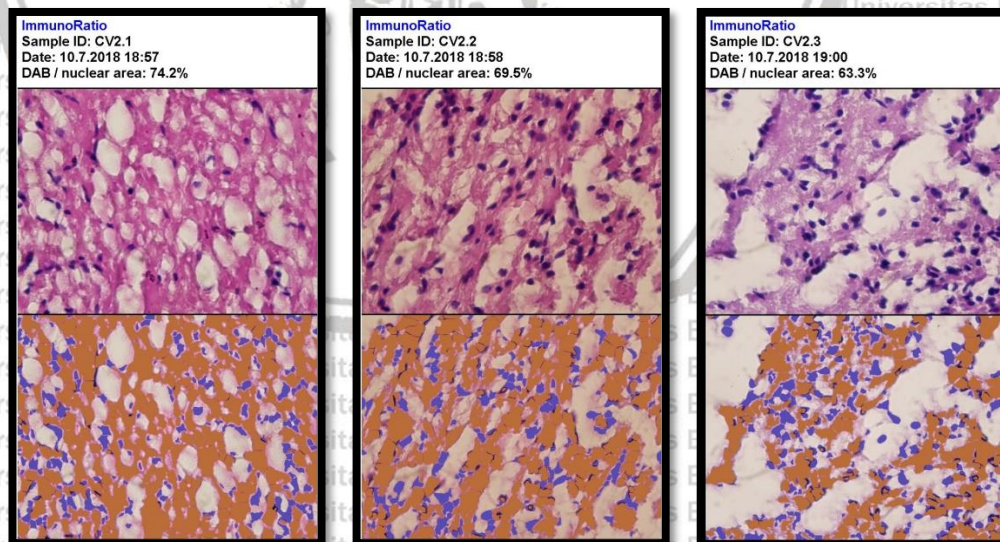 Universitas
ImmunoRatio
Sample ID: CV2.1
Date: 10.7.2018 18:57
DAB / nuclear area: 74.2%
ImmunoRatio
Sample ID: CV2.2
Date: 10.7.2018 18:58
DAB / nuclear area: 69.5%
ImmunoRatio
Sample ID: CV2.3
Date: 10.7.2018 19:00
DAB / nuclear area: 63.3%